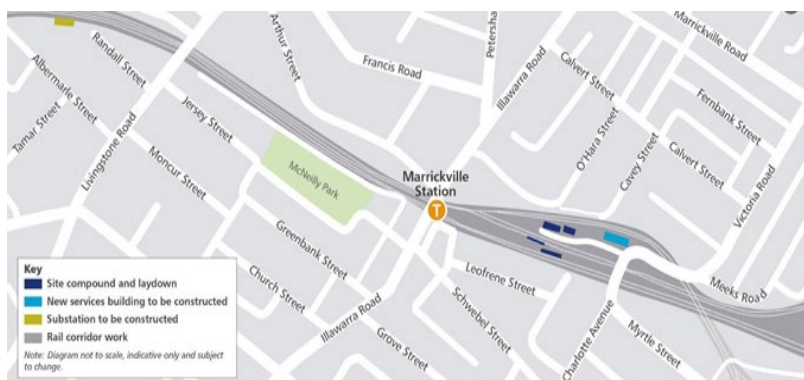 Marrickville Road
Randall Street
Arthur Street
Petersha
Illawarra Road
Francis Road
Calvert Street
Albermarle Street
Fernbank Street
Jersey Street
Tamar Street
Livingstone Road
Moncur Street
O'Hara Street
Cavey Street
Calvert Street
McNeilly Park
Marrickville
Station
T
Victoria Road
Greenbank Street
Leofrene Street
Meeks Road
Church Street
Illawarra Road
Schwebel Street
Charlotte Avenue
Myrtle Street
Grove Street
Key
Site compound and laydown
New services building to be constructed
Substation to be constructed
Rail corridor work
Note: Diagram not to scale, indicative only and subject
to change.